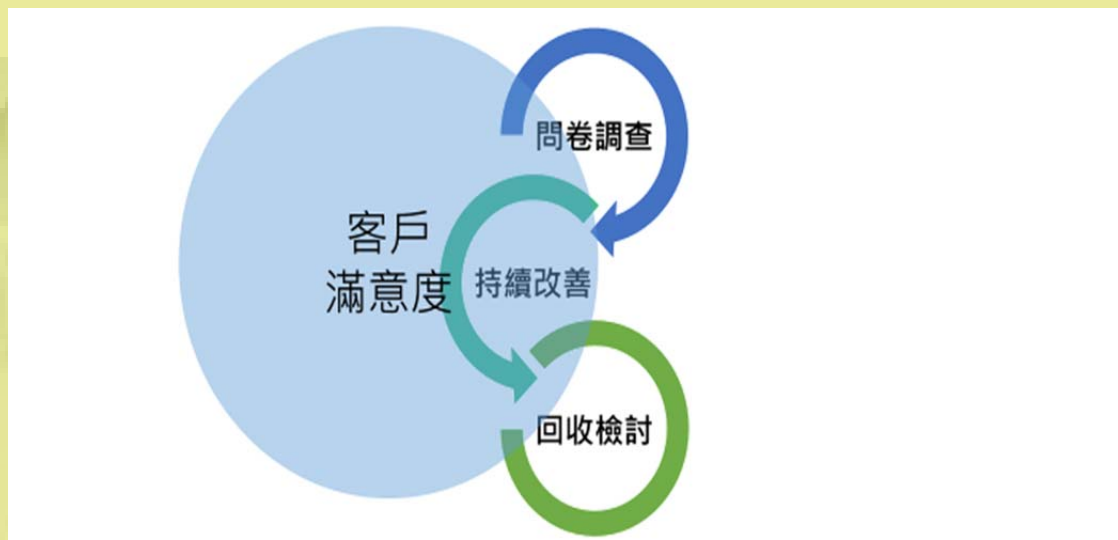 問卷調查
客戶
滿意度
持續改善
回收檢討